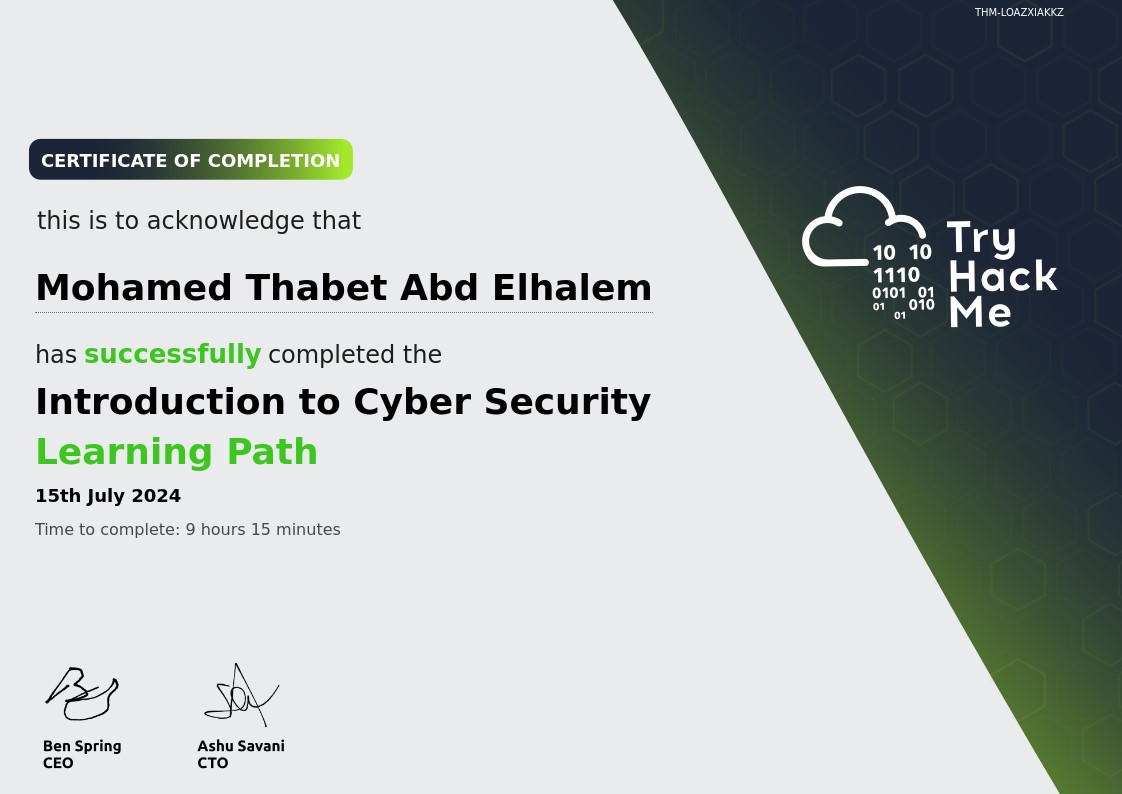 THM-LOAZXIAKKZ
CERTIFICATE OF COMPLETION
this is to acknowledge that
Mohamed Thabet Abd Elhalem
has successfully completed the
Introduction to Cyber Security
Learning Path
15th July 2024
Time to complete: 9 hours 15 minutes
10 10
1110
0101 01
01 010
01
Try
Hack
Me
Ben Spring
CEO
Ashu Savani
CTO